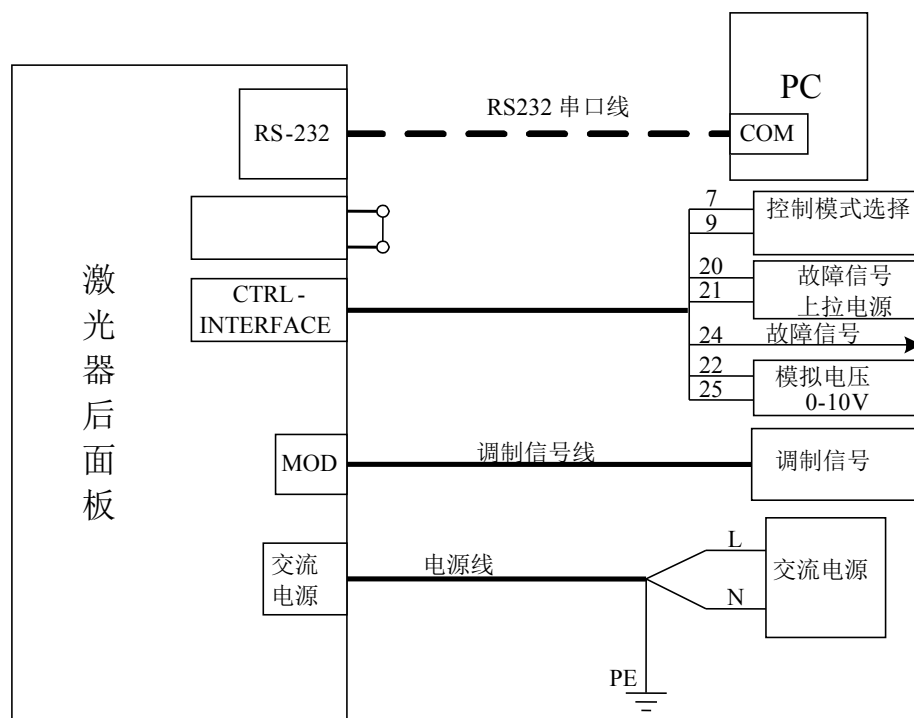 PC
RS232 串口线
RS-232
COM
7
控制模式选择
9
20
故障信号
21
上拉电源
CTRL-
INTERFACE
24
故障信号
22
模拟电压
25
0-10V
激光器后面板
MOD
调制信号线
调制信号
交流
电源
电源线
L
交流电源
N
PE